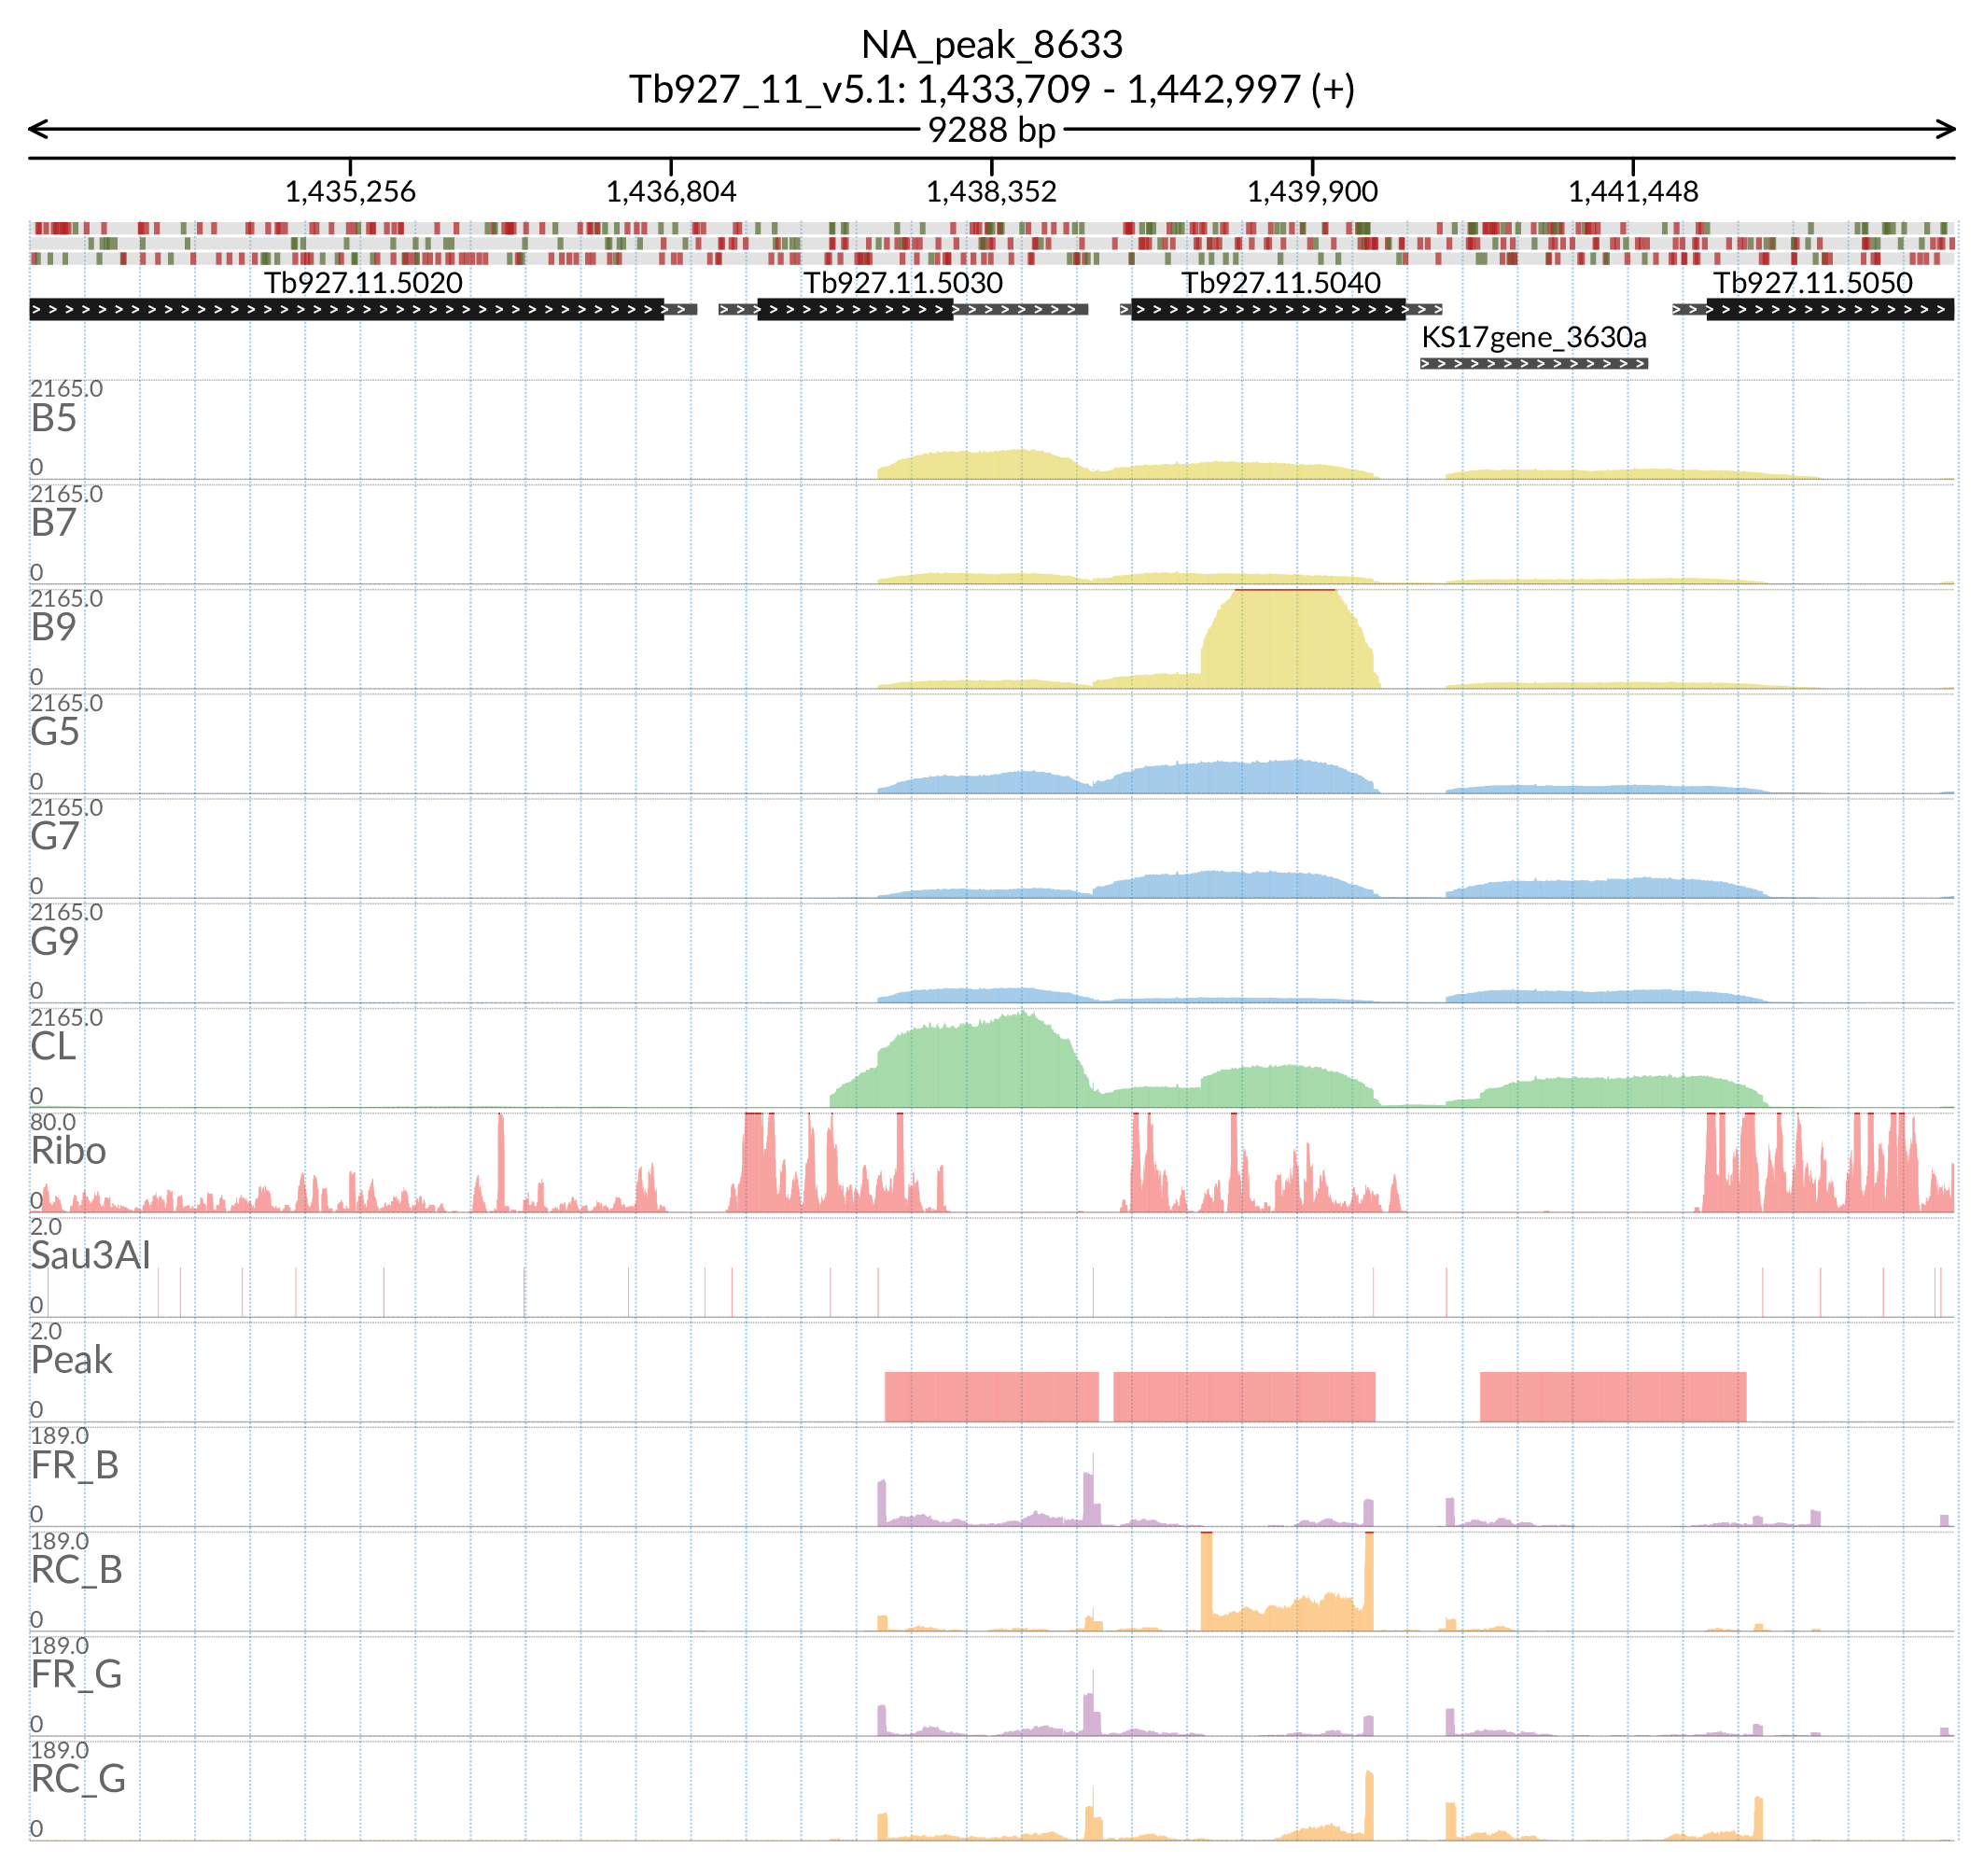 NA_peak_8633
Tb927_11_v5.1: 1,433,709 - 1,442,997 (+)
9288 bp
1,435,256 1,436,804 1,438,352 1,439,900 1,441,448
Tb927.11.5020 Tb927.11.5030 Tb927.11.5040 Tb927.11.5050
KS17gene_3630a
2165.0
B5
0
2165.0
B7
0
2165.0
B9
0
2165.0
G5
0
2165.0
G7
0
2165.0
G9
0
2165.0
CL
0
80.0
Ribo
0
2.0
Sau3AI
0
2.0
Peak
0
189.0
FR_B
0
189.0
RC_B
0
189.0
FR_G
0
189.0
RC_G
0